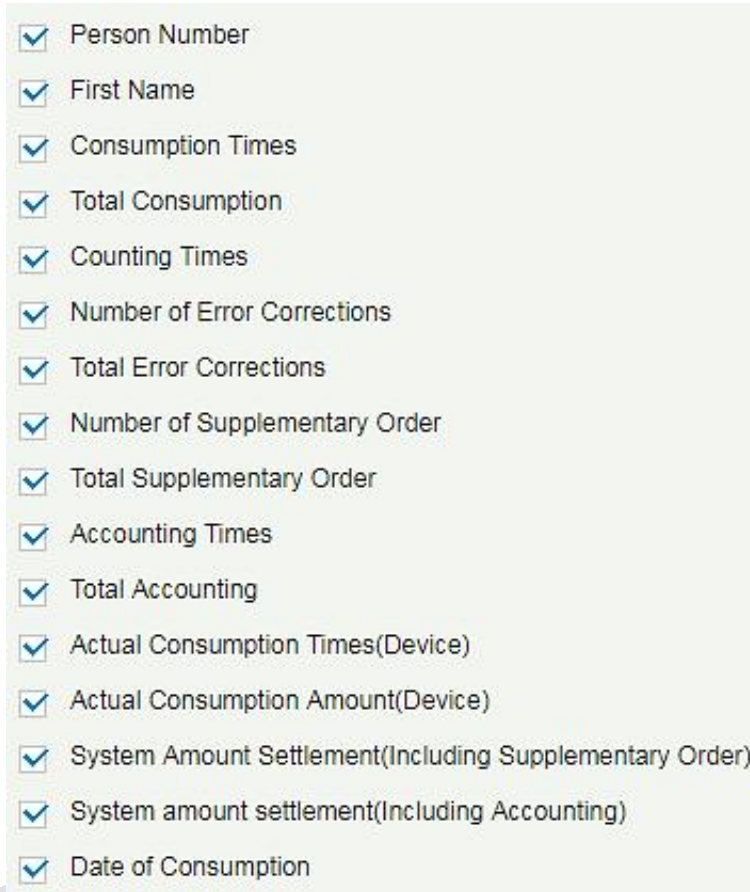 Person Number
First Name
Consumption Times
Total Consumption
Counting Times
Number of Error Corrections
Total Error Corrections
Number of Supplementary Order
Total Supplementary Order
Accounting Times
Total Accounting
Actual Consumption Times(Device)
Actual Consumption Amount(Device)
System Amount Settlement(Including Supplementary Order)
System amount settlement(Including Accounting)
Date of Consumption